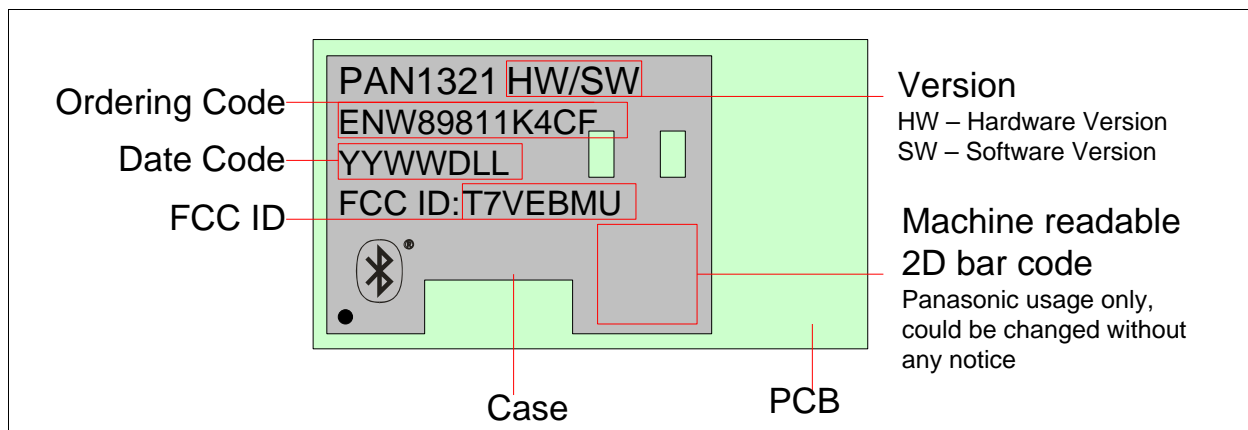 PAN1321 HW/SW
ENW89811K4CF
YYWWDLL
FCC ID:T7VEBMU
®
Ordering Code
Date Code
FCC ID
Version
HW – Hardware Version
SW – Software Version
Machine readable
2D bar code
Panasonic usage only,
could be changed without
any notice
Case
PCB